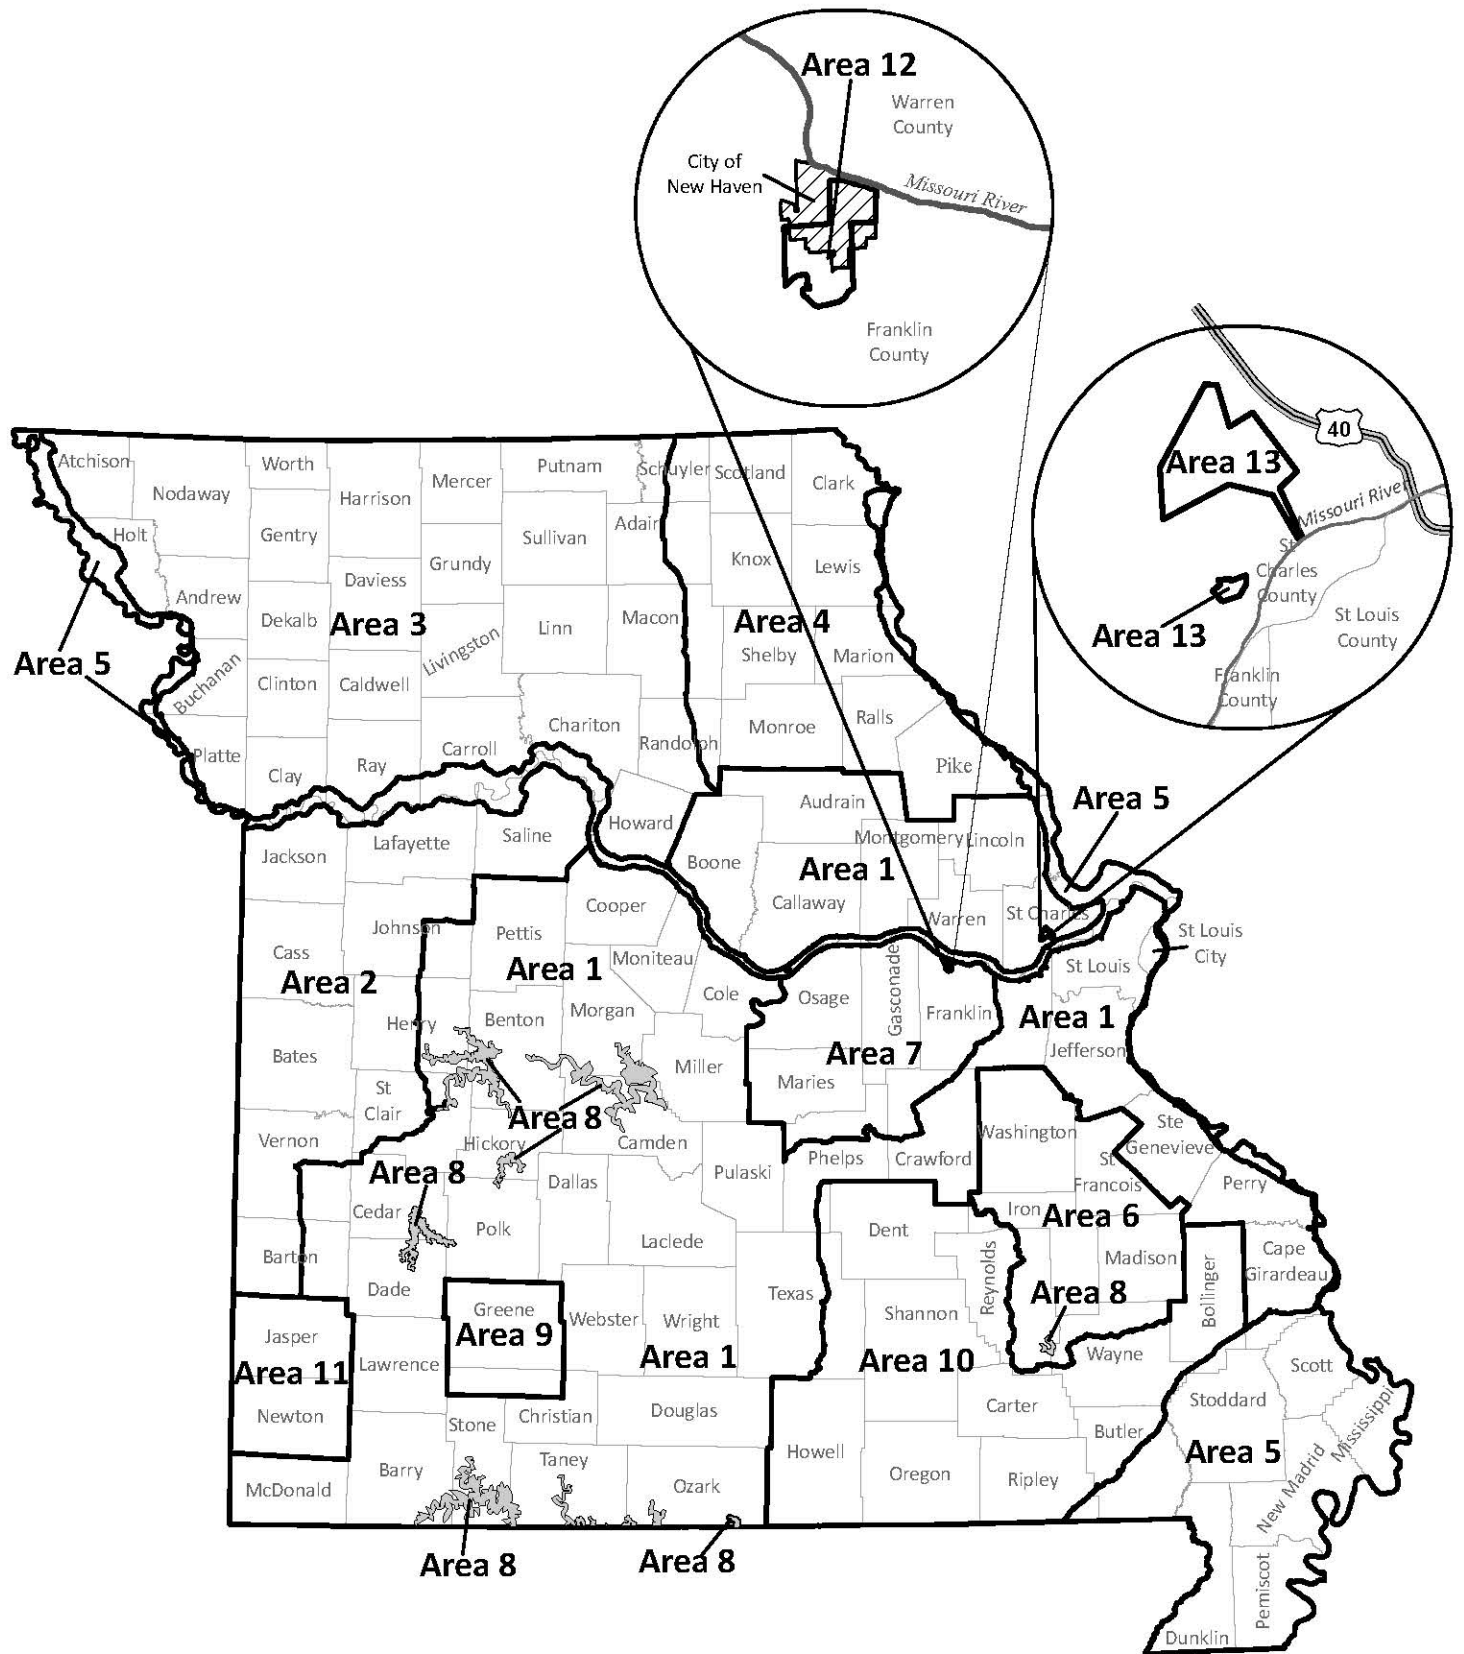 Area 12
Warren
County
City of
New Haven
Missouri River
Franklin
County
40
Area 13
Missouri River
St
Charles
County
Area 13
St Louis
County
Franklin
County
Atchison
Nodaway
Worth
Harrison
Mercer
Putnam
Schuyler
Scotland
Clark
Holt
Gentry
Sullivan
Adair
Knox
Lewis
Andrew
Dekalb
Daviess
Grundy
Area 3
Livingston
Linn
Macon
Area 4
Shelby
Marion
Area 5
Buchanan
Clinton
Caldwell
Chariton
Randolph
Monroe
Ralls
Platte
Clay
Ray
Carroll
Pike
Area 5
Jackson
Lafayette
Saline
Howard
Boone
Audrain
Montgomery
Lincoln
Area 1
Callaway
Warren
St Charles
St Louis
City
Cass
Johnson
Area 2
Pettis
Cooper
Area 1
Moniteau
Cole
Osage
Gasconade
Franklin
St Louis
Area 1
Jefferson
Bates
Henry
Benton
Morgan
Miller
Area 7
Maries
St
Clair
Area 8
Vernon
Hickory
Camden
Pulaski
Phelps
Crawford
Washington
St
Francois
Ste
Genevieve
Perry
Area 8
Cedar
Polk
Dallas
Laclede
Dent
Iron
Area 6
Madison
Bollinger
Cape
Girardeau
Barton
Dade
Reynolds
Area 8
Jasper
Area 11
Newton
Lawrence
Greene
Area 9
Webster
Wright
Area 1
Texas
Shannon
Area 10
Wayne
Scott
Stoddard
Mississippi
McDonald
Barry
Stone
Christian
Taney
Douglas
Ozark
Howell
Oregon
Carter
Ripley
Butler
Area 5
New Madrid
Area 8
Area 8
Pemiscot
Dunklin